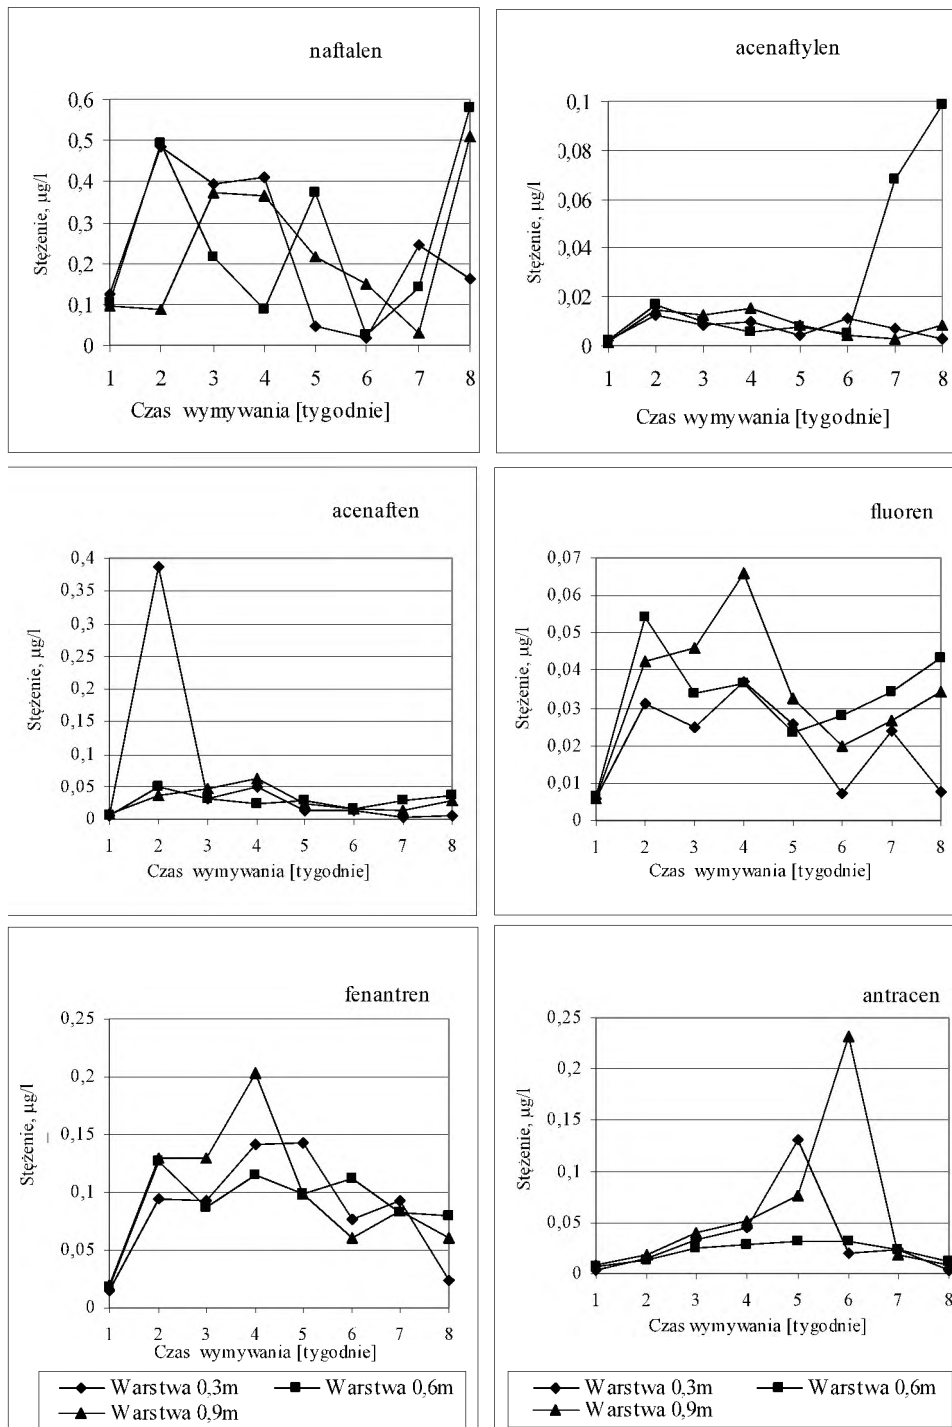 naftalen
Stężenie, µg/l
0,6
0,5
0,4
0,3
0,2
0,1
0
1 2 3 4 5 6 7 8
Czas wymywania [tygodnie]
acenaftylen
Stężenie, µg/l
0,1
0,08
0,06
0,04
0,02
0
1 2 3 4 5 6 7 8
Czas wymywania [tygodnie]
acenaften
Stężenie, µg/l
0,4
0,35
0,3
0,25
0,2
0,15
0,1
0,05
0
1 2 3 4 5 6 7 8
Czas wymywania [tygodnie]
fluoren
Stężenie, µg/l
0,07
0,06
0,05
0,04
0,03
0,02
0,01
0
1 2 3 4 5 6 7 8
Czas wymywania [tygodnie]
fenantren
Stężenie, µg/l
0,25
0,2
0,15
0,1
0,05
0
1 2 3 4 5 6 7 8
Czas wymywania [tygodnie]
Warstwa 0,3m Warstwa 0,6m
Warstwa 0,9m
antracen
Stężenie, µg/l
0,25
0,2
0,15
0,1
0,05
0
1 2 3 4 5 6 7 8
Czas wymywania [tygodnie]
Warstwa 0,3m Warstwa 0,6m
Warstwa 0,9m